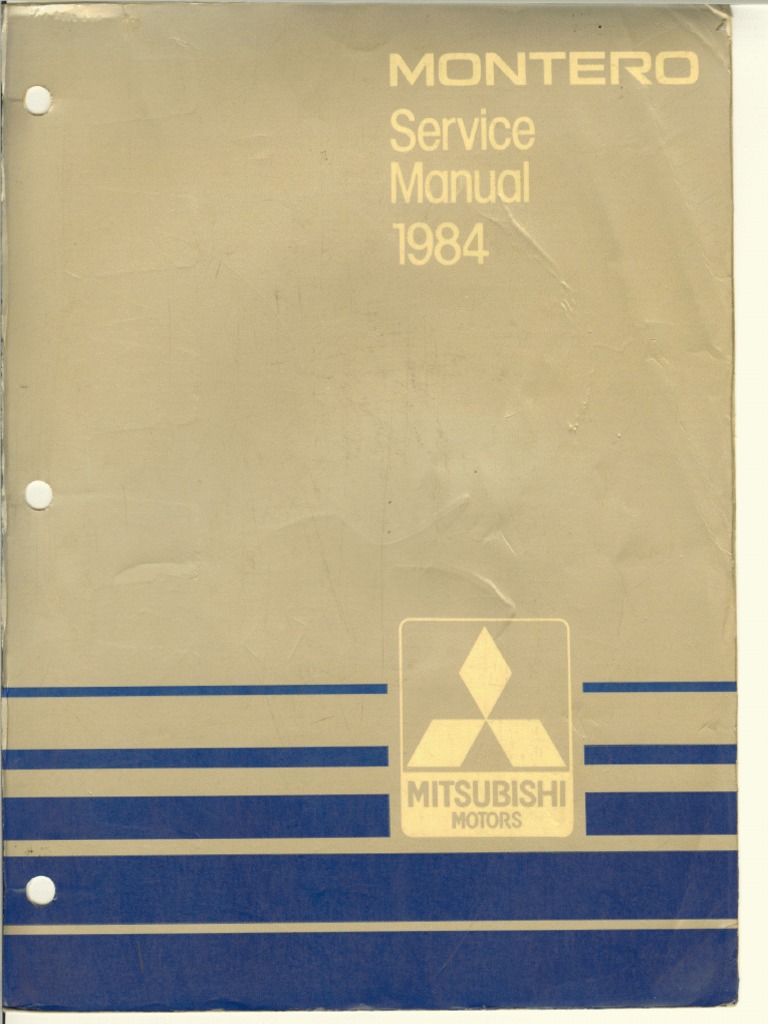 MONTERO
Service
Manual
1984
MITSUBISHI
MOTORS